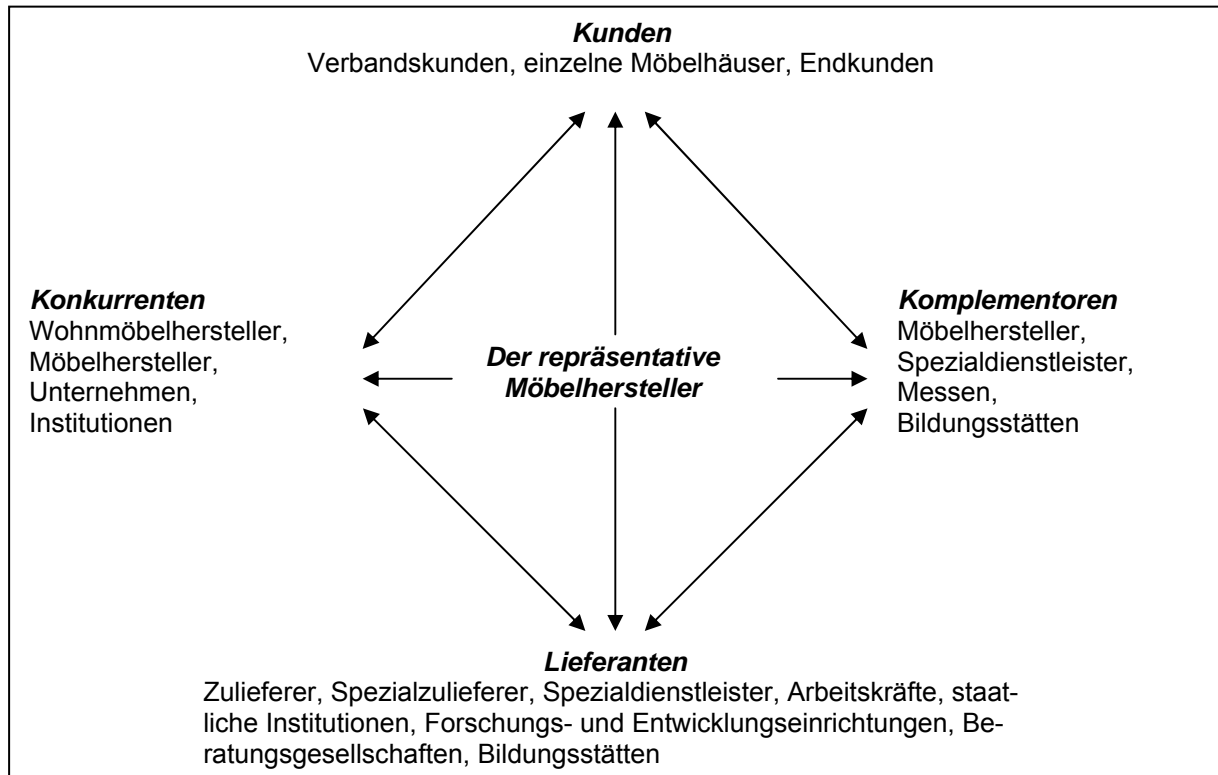 Kunden
Verbandskunden, einzelne Möbelhäuser, Endkunden
Konkurrenten
Wohnmöbelhersteller,
Möbelhersteller,
Unternehmen,
Institutionen
Der repräsentative
Möbelhersteller
Komplementoren
Möbelhersteller,
Spezialdienstleister,
Messen,
Bildungsstätten
Lieferanten
Zulieferer, Spezialzulieferer, Spezialdienstleister, Arbeitskräfte, staat-
liche Institutionen, Forschungs- und Entwicklungseinrichtungen, Be-
ratungsgesellschaften, Bildungsstätten